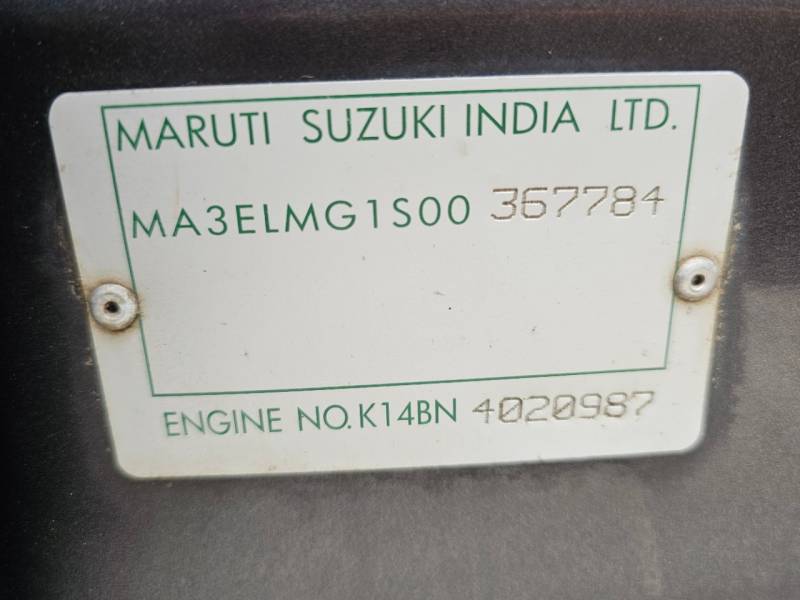 MARUTI SUZUKI INDIA LTD.
MA3ELMG1S00 367784
ENGINE NO. K14BN 4020987